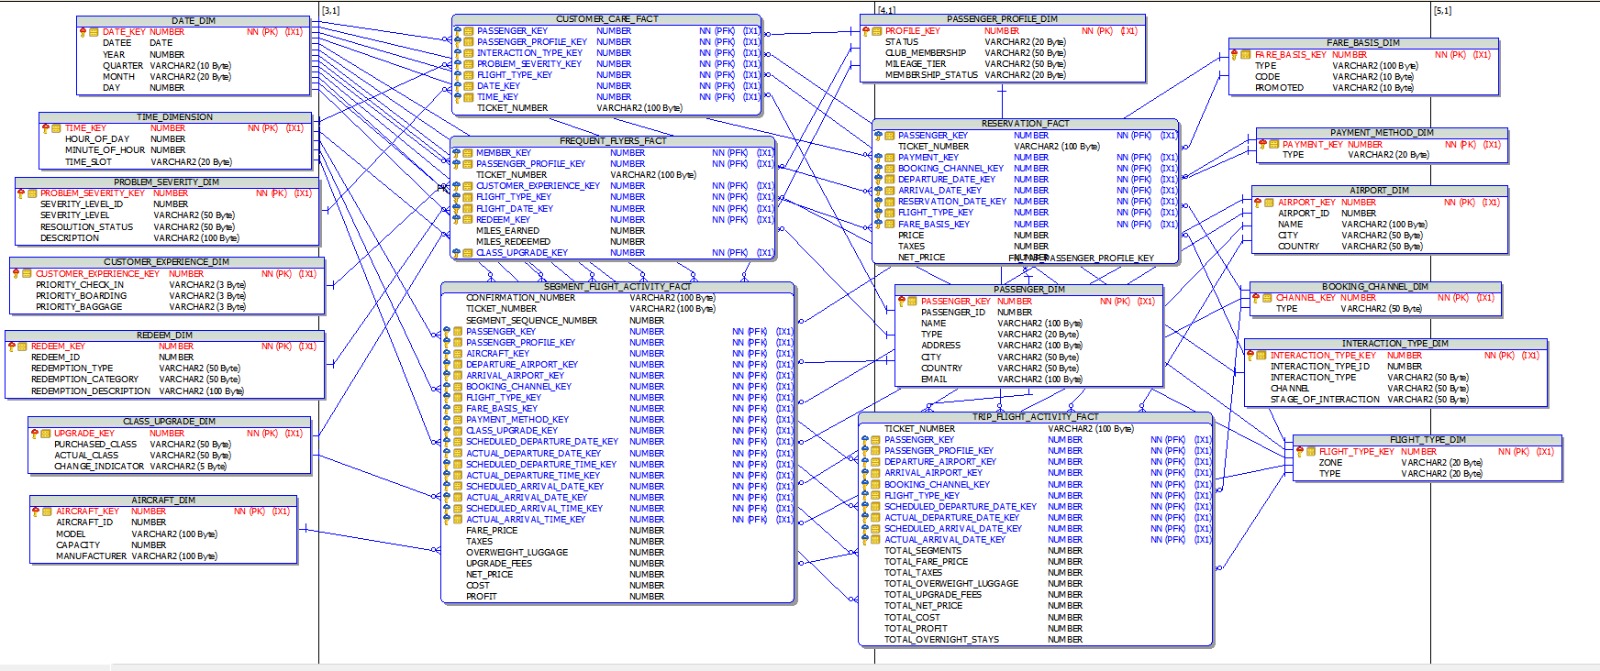 [3,1]
[4,1]
[5,1]
DATE_DIM
DATE_KEY NUMBER NN (PK) (IX1)
DATEE DATE
YEAR NUMBER
QUARTER VARCHAR2 (10 Byte)
MONTH VARCHAR2 (20 Byte)
DAY NUMBER
TIME_DIMENSION
TIME_KEY NUMBER NN (PK) (IX1)
HOUR_OF_DAY NUMBER
MINUTE_OF_HOUR NUMBER
TIME_SLOT VARCHAR2 (20 Byte)
PROBLEM_SEVERITY_DIM
PROBLEM_SEVERITY_KEY NUMBER NN (PK) (IX1)
SEVERITY_LEVEL_ID NUMBER
SEVERITY_LEVEL VARCHAR2 (50 Byte)
RESOLUTION_STATUS VARCHAR2 (50 Byte)
DESCRIPTION VARCHAR2 (100 Byte)
CUSTOMER_EXPERIENCE_DIM
CUSTOMER_EXPERIENCE_KEY NUMBER NN (PK) (IX1)
PRIORITY_CHECK_IN VARCHAR2 (3 Byte)
PRIORITY_BOARDING VARCHAR2 (3 Byte)
PRIORITY_BAGGAGE VARCHAR2 (3 Byte)
REDEEM_DIM
REDEEM_KEY NUMBER NN (PK) (IX1)
REDEEM_ID NUMBER
REDEMPTION_TYPE VARCHAR2 (50 Byte)
REDEMPTION_CATEGORY VARCHAR2 (50 Byte)
REDEMPTION_DESCRIPTION VARCHAR2 (100 Byte)
CLASS_UPGRADE_DIM
UPGRADE_KEY NUMBER NN (PK) (IX1)
PURCHASED_CLASS VARCHAR2 (50 Byte)
ACTUAL_CLASS VARCHAR2 (50 Byte)
CHANGE_INDICATOR VARCHAR2 (5 Byte)
AIRCRAFT_DIM
AIRCRAFT_KEY NUMBER NN (PK) (IX1)
AIRCRAFT_ID NUMBER
MODEL VARCHAR2 (100 Byte)
CAPACITY NUMBER
MANUFACTURER VARCHAR2 (100 Byte)
CUSTOMER_CARE_FACT
PASSENGER_KEY NUMBER NN (PFK) (IX1)
PASSENGER_PROFILE_KEY NUMBER NN (PFK) (IX1)
INTERACTION_TYPE_KEY NUMBER NN (PFK) (IX1)
PROBLEM_SEVERITY_KEY NUMBER NN (PFK) (IX1)
FLIGHT_TYPE_KEY NUMBER NN (PFK) (IX1)
DATE_KEY NUMBER NN (PFK) (IX1)
TIME_KEY NUMBER NN (PFK) (IX1)
TICKET_NUMBER VARCHAR2 (100 Byte)
FREQUENT_FLYERS_FACT
MEMBER_KEY NUMBER NN (PFK) (IX1)
PASSENGER_PROFILE_KEY NUMBER NN (PFK) (IX1)
TICKET_NUMBER VARCHAR2 (100 Byte)
CUSTOMER_EXPERIENCE_KEY NUMBER NN (PFK) (IX1)
FLIGHT_TYPE_KEY NUMBER NN (PFK) (IX1)
FLIGHT_DATE_KEY NUMBER NN (PFK) (IX1)
REDEEM_KEY NUMBER NN (PFK) (IX1)
MILES_EARNED NUMBER
MILES_REDEEMED NUMBER
CLASS_UPGRADE_KEY NUMBER NN (PFK) (IX1)
SEGMENT_FLIGHT_ACTIVITY_FACT
CONFIRMATION_NUMBER VARCHAR2 (100 Byte)
TICKET_NUMBER VARCHAR2 (100 Byte)
SEGMENT_SEQUENCE_NUMBER NUMBER
PASSENGER_KEY NUMBER NN (PFK) (IX1)
PASSENGER_PROFILE_KEY NUMBER NN (PFK) (IX1)
AIRCRAFT_KEY NUMBER NN (PFK) (IX1)
DEPARTURE_AIRPORT_KEY NUMBER NN (PFK) (IX1)
ARRIVAL_AIRPORT_KEY NUMBER NN (PFK) (IX1)
BOOKING_CHANNEL_KEY NUMBER NN (PFK) (IX1)
FLIGHT_TYPE_KEY NUMBER NN (PFK) (IX1)
FARE_BASIS_KEY NUMBER NN (PFK) (IX1)
PAYMENT_METHOD_KEY NUMBER NN (PFK) (IX1)
CLASS_UPGRADE_KEY NUMBER NN (PFK) (IX1)
SCHEDULED_DEPARTURE_DATE_KEY NUMBER NN (PFK) (IX1)
ACTUAL_DEPARTURE_DATE_KEY NUMBER NN (PFK) (IX1)
SCHEDULED_DEPARTURE_TIME_KEY NUMBER NN (PFK) (IX1)
ACTUAL_DEPARTURE_TIME_KEY NUMBER NN (PFK) (IX1)
SCHEDULED_ARRIVAL_DATE_KEY NUMBER NN (PFK) (IX1)
ACTUAL_ARRIVAL_DATE_KEY NUMBER NN (PFK) (IX1)
SCHEDULED_ARRIVAL_TIME_KEY NUMBER NN (PFK) (IX1)
ACTUAL_ARRIVAL_TIME_KEY NUMBER NN (PFK) (IX1)
FARE_PRICE NUMBER
TAXES NUMBER
OVERWEIGHT_LUGGAGE NUMBER
UPGRADE_FEES NUMBER
NET_PRICE NUMBER
COST NUMBER
PROFIT NUMBER
PASSENGER_PROFILE_DIM
PROFILE_KEY NUMBER NN (PK) (IX1)
STATUS VARCHAR2 (20 Byte)
CLUB_MEMBERSHIP VARCHAR2 (50 Byte)
MILEAGE_TIER VARCHAR2 (50 Byte)
MEMBERSHIP_STATUS VARCHAR2 (20 Byte)
RESERVATION_FACT
PASSENGER_KEY NUMBER NN (PFK) (IX1)
TICKET_NUMBER VARCHAR2 (100 Byte)
PAYMENT_KEY NUMBER NN (PFK) (IX1)
BOOKING_CHANNEL_KEY NUMBER NN (PFK) (IX1)
DEPARTURE_DATE_KEY NUMBER NN (PFK) (IX1)
ARRIVAL_DATE_KEY NUMBER NN (PFK) (IX1)
RESERVATION_DATE_KEY NUMBER NN (PFK) (IX1)
FLIGHT_TYPE_KEY NUMBER NN (PFK) (IX1)
FARE_BASIS_KEY NUMBER NN (PFK) (IX1)
PRICE NUMBER
TAXES NUMBER
NET_PRICE NUMBER PASSENGER_PROFILE_KEY
PASSENGER_DIM
PASSENGER_KEY NUMBER NN (PK) (IX1)
PASSENGER_ID NUMBER
NAME VARCHAR2 (100 Byte)
TYPE VARCHAR2 (20 Byte)
ADDRESS VARCHAR2 (100 Byte)
CITY VARCHAR2 (50 Byte)
COUNTRY VARCHAR2 (50 Byte)
EMAIL VARCHAR2 (100 Byte)
TRIP_FLIGHT_ACTIVITY_FACT
TICKET_NUMBER VARCHAR2 (100 Byte)
PASSENGER_KEY NUMBER NN (PFK) (IX1)
PASSENGER_PROFILE_KEY NUMBER NN (PFK) (IX1)
DEPARTURE_AIRPORT_KEY NUMBER NN (PFK) (IX1)
ARRIVAL_AIRPORT_KEY NUMBER NN (PFK) (IX1)
BOOKING_CHANNEL_KEY NUMBER NN (PFK) (IX1)
FLIGHT_TYPE_KEY NUMBER NN (PFK) (IX1)
SCHEDULED_DEPARTURE_DATE_KEY NUMBER NN (PFK) (IX1)
ACTUAL_DEPARTURE_DATE_KEY NUMBER NN (PFK) (IX1)
SCHEDULED_ARRIVAL_DATE_KEY NUMBER NN (PFK) (IX1)
ACTUAL_ARRIVAL_DATE_KEY NUMBER NN (PFK) (IX1)
TOTAL_SEGMENTS NUMBER
TOTAL_FARE_PRICE NUMBER
TOTAL_TAXES NUMBER
TOTAL_OVERWEIGHT_LUGGAGE NUMBER
TOTAL_UPGRADE_FEES NUMBER
TOTAL_NET_PRICE NUMBER
TOTAL_COST NUMBER
TOTAL_PROFIT NUMBER
TOTAL_OVERNIGHT_STAYS NUMBER
FARE_BASIS_DIM
FARE_BASIS_KEY NUMBER NN (PK) (IX1)
TYPE VARCHAR2 (100 Byte)
CODE VARCHAR2 (10 Byte)
PROMOTED VARCHAR2 (10 Byte)
PAYMENT_METHOD_DIM
PAYMENT_KEY NUMBER NN (PK) (IX1)
TYPE VARCHAR2 (20 Byte)
AIRPORT_DIM
AIRPORT_KEY NUMBER NN (PK) (IX1)
AIRPORT_ID NUMBER
NAME VARCHAR2 (100 Byte)
CITY VARCHAR2 (50 Byte)
COUNTRY VARCHAR2 (50 Byte)
BOOKING_CHANNEL_DIM
CHANNEL_KEY NUMBER NN (PK) (IX1)
TYPE VARCHAR2 (50 Byte)
INTERACTION_TYPE_DIM
INTERACTION_TYPE_KEY NUMBER NN (PK) (IX1)
INTERACTION_TYPE_ID NUMBER
INTERACTION_TYPE VARCHAR2 (50 Byte)
CHANNEL VARCHAR2 (50 Byte)
STAGE_OF_INTERACTION VARCHAR2 (50 Byte)
FLIGHT_TYPE_DIM
FLIGHT_TYPE_KEY NUMBER NN (PK) (IX1)
ZONE VARCHAR2 (20 Byte)
TYPE VARCHAR2 (20 Byte)